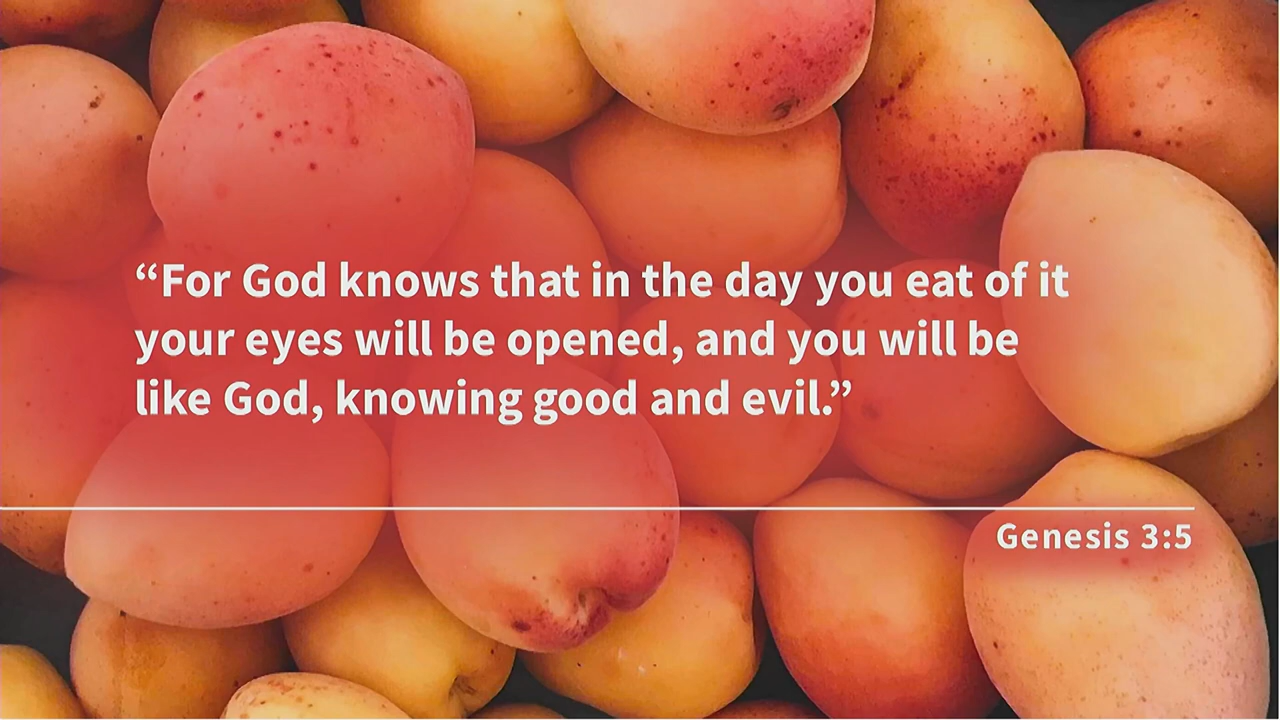 “For God knows that in the day you eat of it
your eyes will be opened, and you will be
like God, knowing good and evil.”
Genesis 3:5